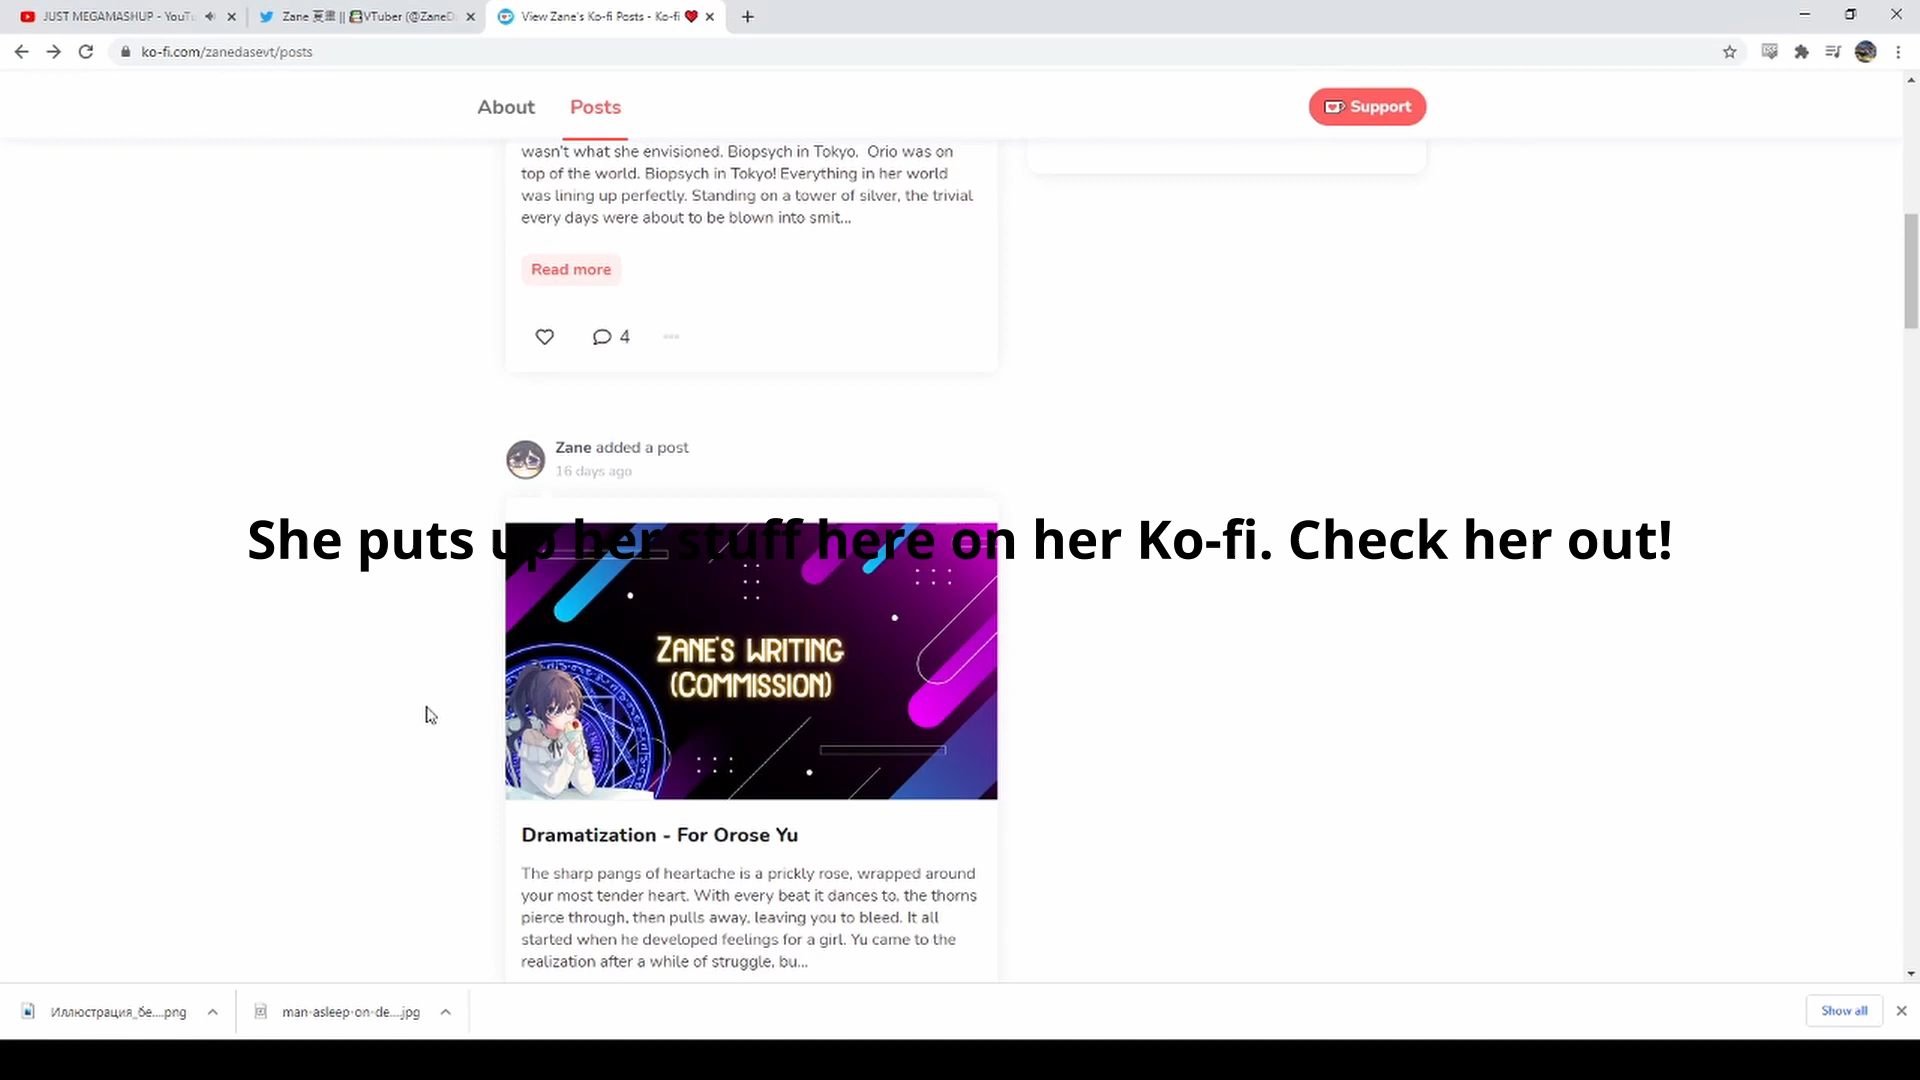 JUST MEGAMASHUP - YouTu
Zane 夏畫 || VTuber (@ZaneD
View Zane's Ko-fi Posts - Ko-fi
ko-fi.com/zanedasevt/posts
About
Posts
Support
wasn't what she envisioned. Biopsych in Tokyo. Orio was on
top of the world. Biopsych in Tokyo! Everything in her world
was lining up perfectly. Standing on a tower of silver, the trivial
every days were about to be blown into smit...
Read more
4
Zane added a post
16 days ago
She puts up her stuff here on her Ko-fi. Check her out!
ZANE'S WRITING
(COMMISSION)
Dramatization - For Orose Yu
The sharp pangs of heartache is a prickly rose, wrapped around
your most tender heart. With every beat it dances to, the thorns
pierce through, then pulls away, leaving you to bleed. It all
started when he developed feelings for a girl. Yu came to the
realization after a while of struggle, bu...
Иллюстрация_бе....png
man-asleep-on-de....jpg
Show all